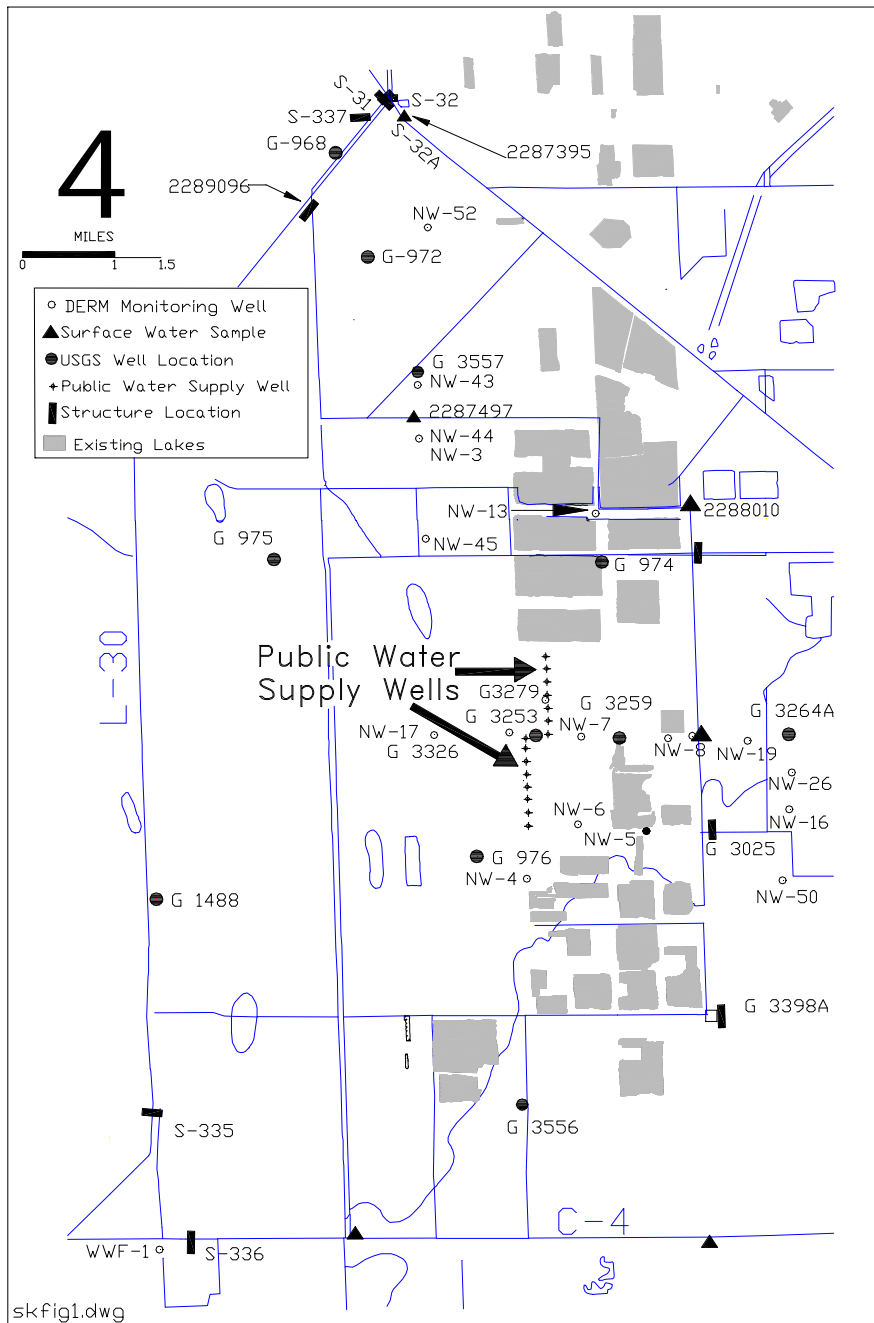 S-31
S-32
S-337
S-32A
G-968
2287395
4
2289096
MILES
0 1 1.5
NW-52
G-972
DERM Monitoring Well
Surface Water Sample
USGS Well Location
Public Water Supply Well
Structure Location
Existing Lakes
G 3557
NW-43
2287497
NW-44
NW-3
NW-13
2288010
G 975
NW-45
G 974
L-30
Public Water
Supply Wells
G3279
G 3253
G 3259
G 3264A
NW-17
NW-7
G 3326
NW-8
NW-19
NW-26
NW-6
NW-16
NW-5
G 3025
G 976
NW-4
NW-50
G 1488
G 3398A
S-335
G 3556
C-4
WWF-1
S-336
skfig1.dwg